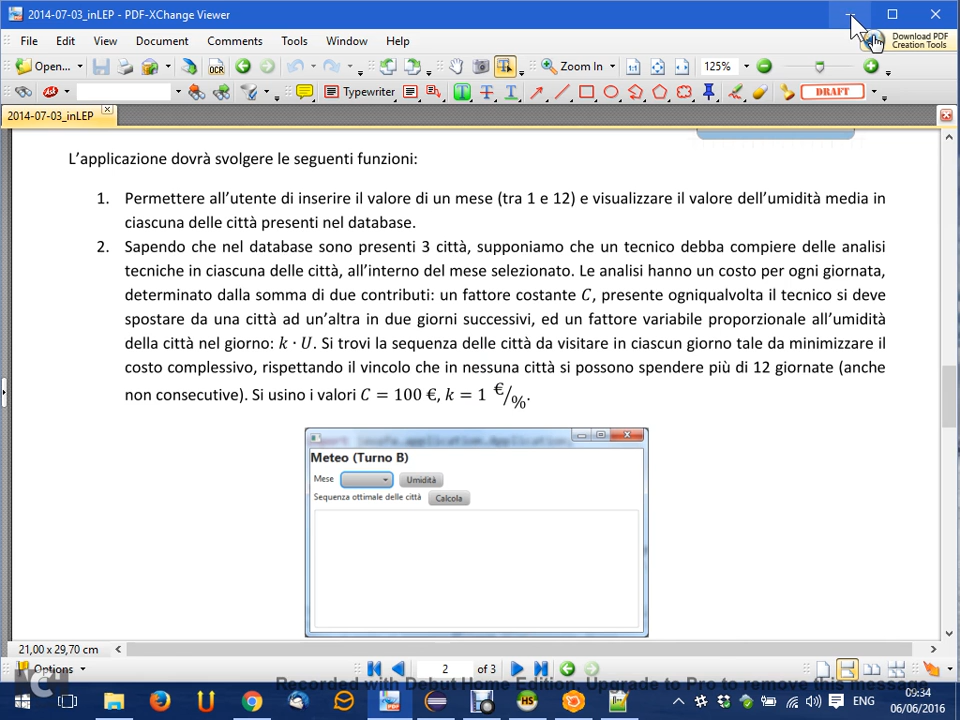 2014-07-03_inLEP - PDF-XChange Viewer
File Edit View Document Comments Tools Window Help
Download PDF
Creation Tools
Open... OCR Zoom In 125%
Typewriter DRAFT
2014-07-03_inLEP
L'applicazione dovrà svolgere le seguenti funzioni:
1. Permettere all'utente di inserire il valore di un mese (tra 1 e 12) e visualizzare il valore dell'umidità media in
ciascuna delle città presenti nel database.
2. Sapendo che nel database sono presenti 3 città, supponiamo che un tecnico debba compiere delle analisi
tecniche in ciascuna delle città, all'interno del mese selezionato. Le analisi hanno un costo per ogni giornata,
determinato dalla somma di due contributi: un fattore costante C, presente ogniqualvolta il tecnico si deve
spostare da una città ad un'altra in due giorni successivi, ed un fattore variabile proporzionale all'umidità
della città nel giorno: k · U. Si trovi la sequenza delle città da visitare in ciascun giorno tale da minimizzare il
costo complessivo, rispettando il vincolo che in nessuna città si possono spendere più di 12 giornate (anche
non consecutive). Si usino i valori C = 100 €, k = 1 €/%.
Meteo (Turno B)
Mese Umidità
Sequenza ottimale delle città Calcola
21,00 x 29,70 cm
Options 2 of 3
Recorded with Debut Home Edition. Upgrade to Pro to remove this message
ENG
09:34
06/06/2016